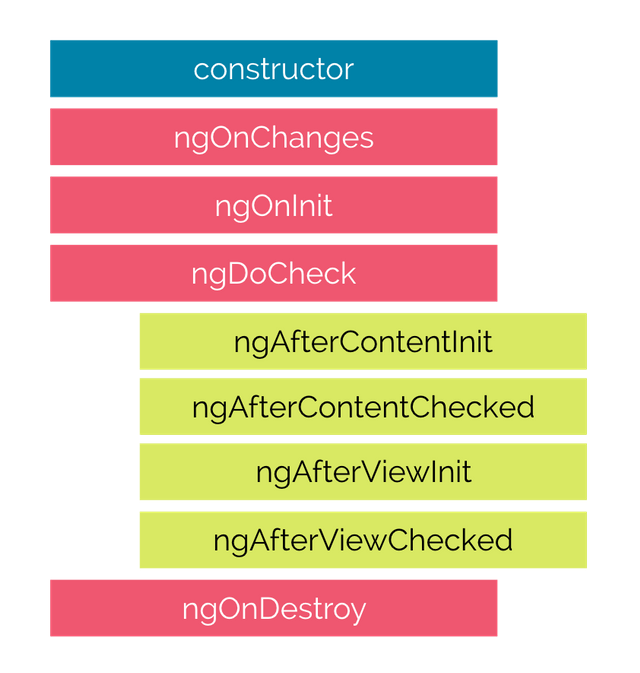 constructor
ngOnChanges
ngOnInit
ngDoCheck
ngAfterContentInit
ngAfterContentChecked
ngAfterViewInit
ngAfterViewChecked
ngOnDestroy